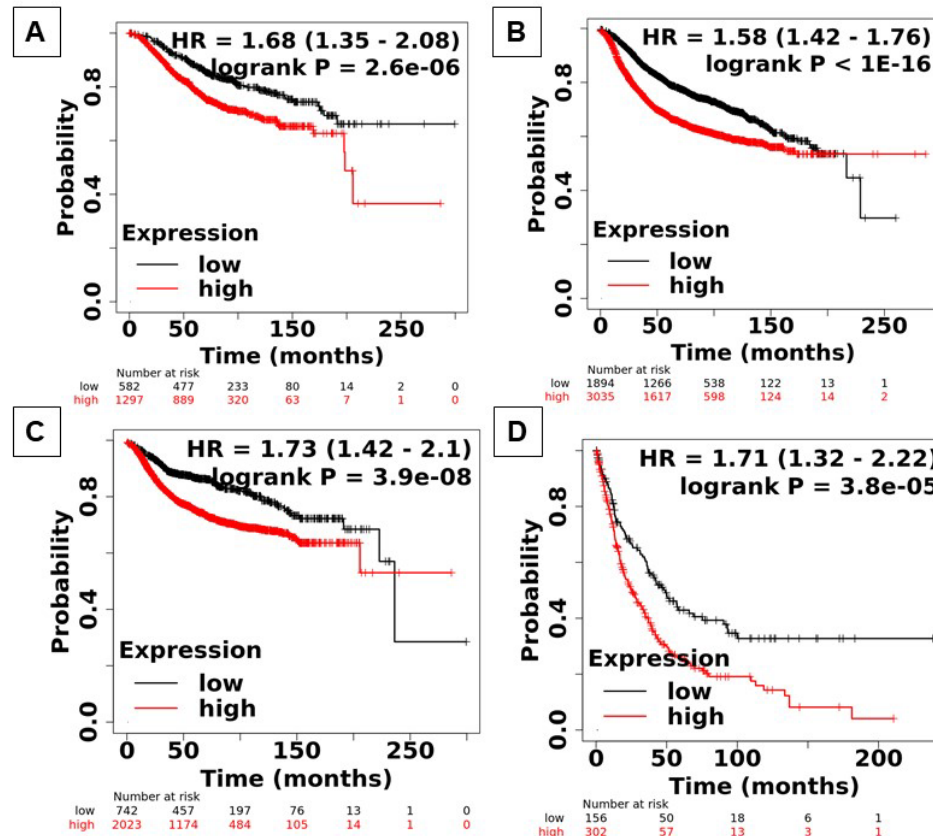 A
HR = 1.68 (1.35 - 2.08)
logrank P = 2.6e-06
Probability
0.0 0.4 0.8
Expression
low
high
0 50 150 250
Time (months)
Number at risk
low 582 477 233 80 14 2 0
high 1297 889 320 63 7 1 0
B
HR = 1.58 (1.42 - 1.76)
logrank P < 1E-16
Probability
0.0 0.4 0.8
Expression
low
high
0 50 150 250
Time (months)
Number at risk
low 1894 1266 538 122 13 1
high 3035 1617 598 124 14 2
C
HR = 1.73 (1.42 - 2.1)
logrank P = 3.9e-08
Probability
0.0 0.4 0.8
Expression
low
high
0 50 150 250
Time (months)
Number at risk
low 742 457 197 76 13 1 0
high 2023 1174 484 105 14 1 0
D
HR = 1.71 (1.32 - 2.22)
logrank P = 3.8e-05
Probability
0.0 0.4 0.8
Expression
low
high
0 50 100 200
Time (months)
Number at risk
low 156 50 18 6 1
high 302 57 13 3 1